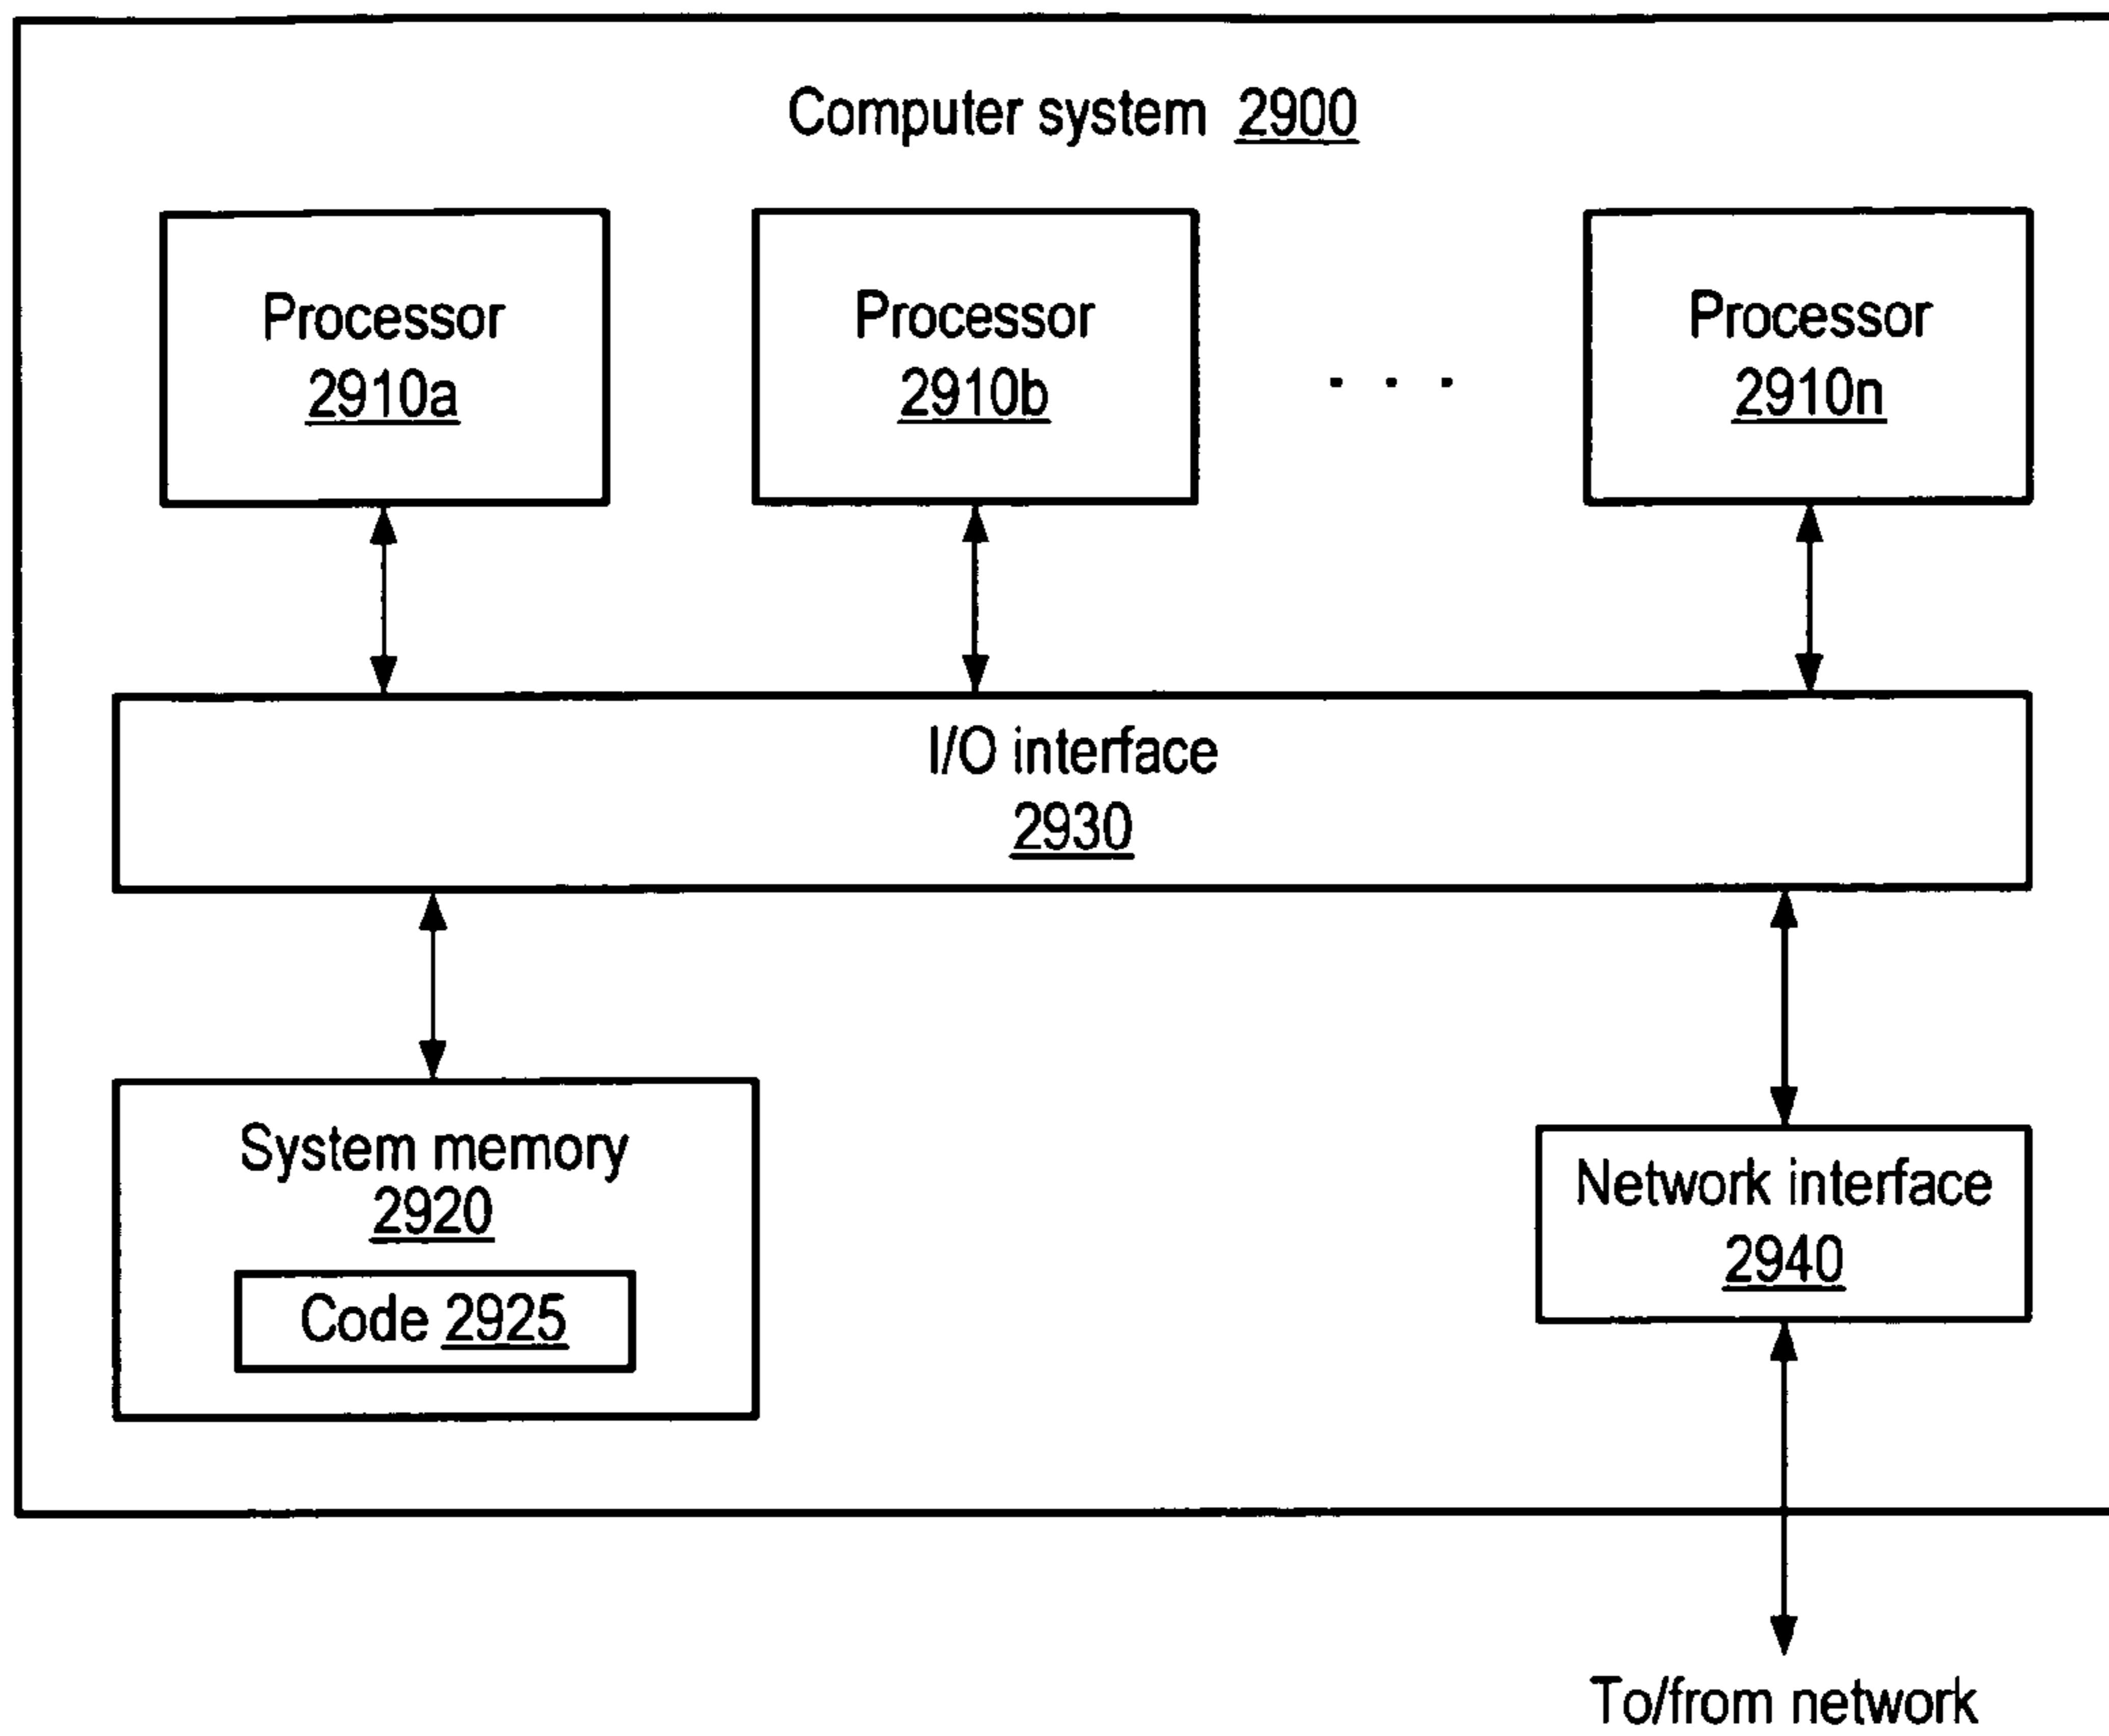 Computer system 2900
Processor
2910a
Processor
2910b
. . .
Processor
2910n
I/O interface
2930
System memory
2920
Code 2925
Network interface
2940
To/from network